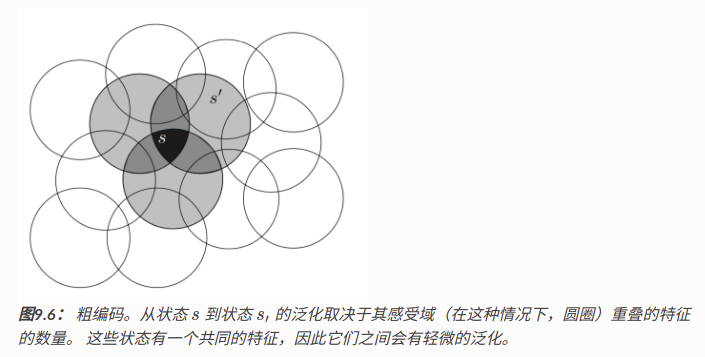 s′
s
图9.6： 粗编码。从状态 s 到状态 s, 的泛化取决于其感受域（在这种情况下，圆圈）重叠的特征
的数量。 这些状态有一个共同的特征，因此它们之间会有轻微的泛化。